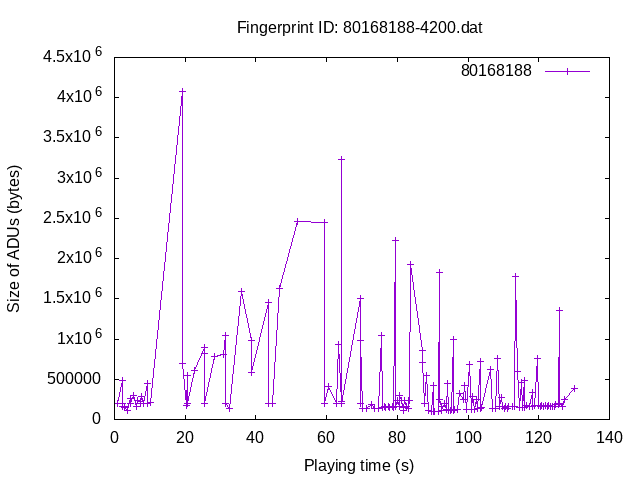 Fingerprint ID: 80168188-4200.dat
4.5x10^6
80168188
4x10^6
3.5x10^6
3x10^6
2.5x10^6
2x10^6
1.5x10^6
1x10^6
500000
0
Size of ADUs (bytes)
0 20 40 60 80 100 120 140
Playing time (s)